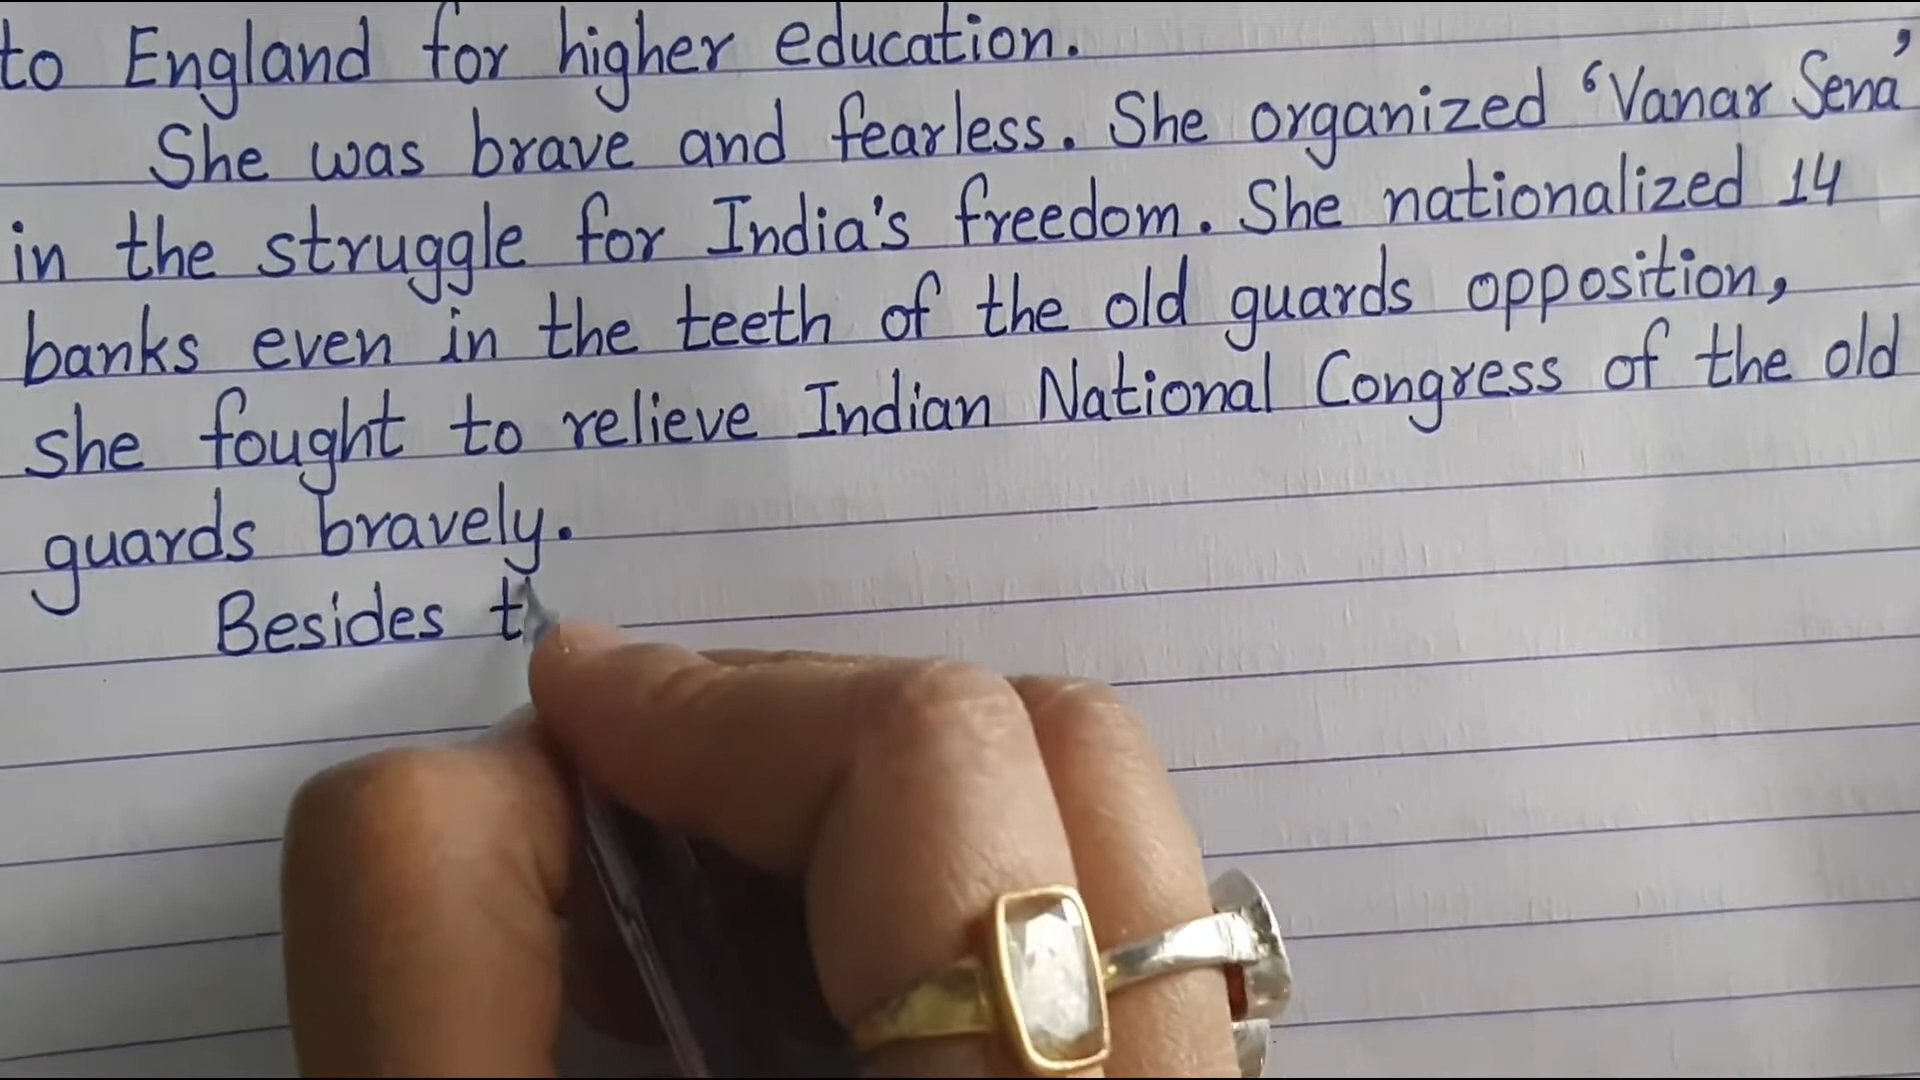 to England for higher education.
She was brave and fearless. She organized ‘Vanar Sena’
in the struggle for India's freedom. She nationalized 14
banks even in the teeth of the old guards opposition,
she fought to relieve Indian National Congress of the old
guards bravely.
Besides t